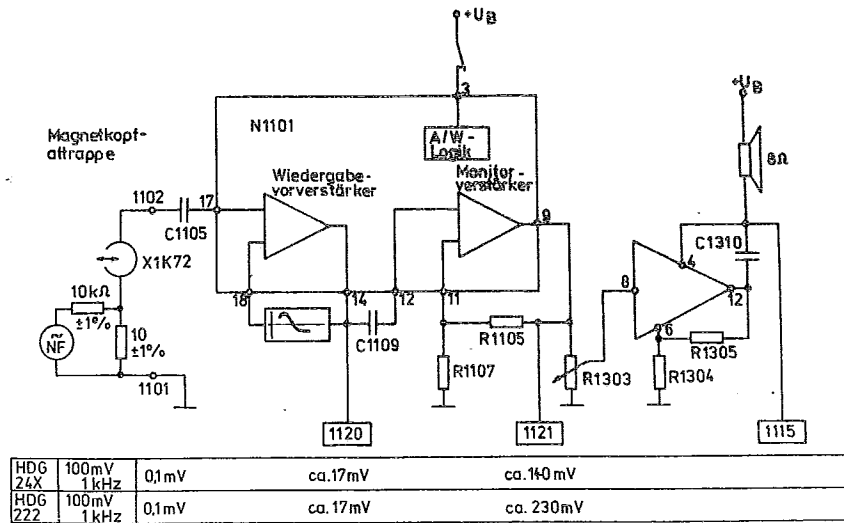 +UB
3
+UB
N1101
Magnetkopf-
attrappe
A/W-
Logik
8Ω
Wiedergabe-
vorverstärker
Monitor-
verstärker
1102
17
9
C1105
C1310
4
X1K72
8
10kΩ
±1%
18
14
12
11
12
6
NF
10
±1%
C1109
R1105
R1305
1101
R1107
R1303
R1304
1120
1121
1115
HDG 24X 100mV 1kHz 0,1mV ca.17mV ca.140mV
HDG 222 100mV 1kHz 0,1mV ca.17mV ca. 230mV